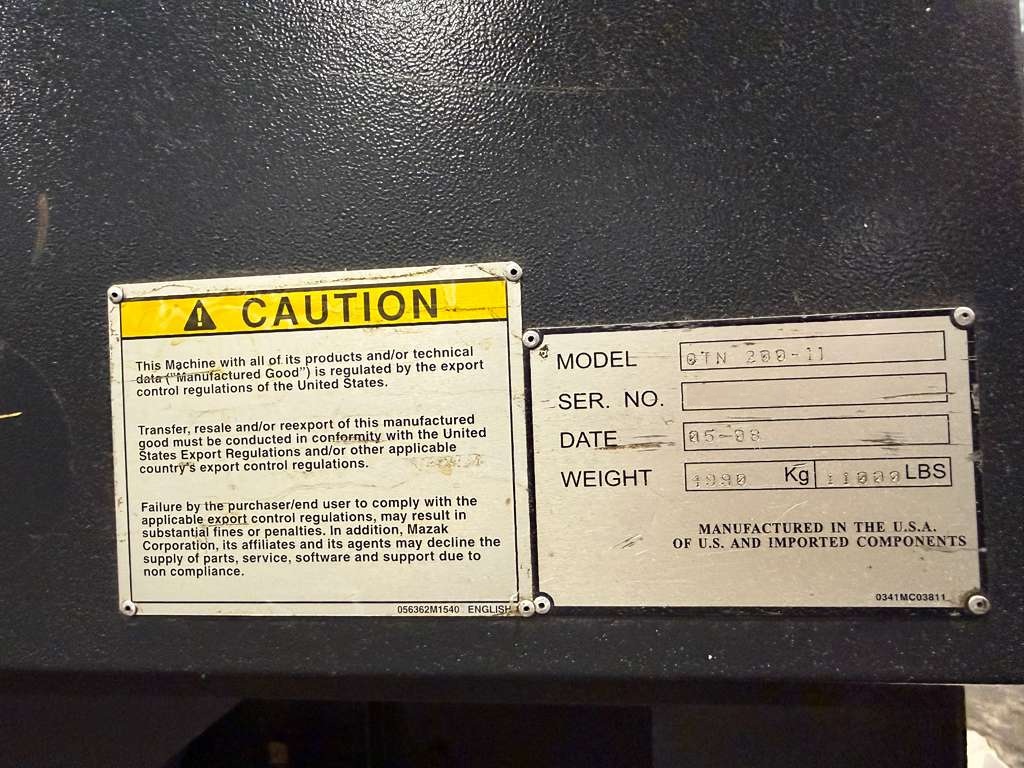 CAUTION
This Machine with all of its products and/or technical
data ("Manufactured Good") is regulated by the export
control regulations of the United States.
Transfer, resale and/or reexport of this manufactured
good must be conducted in conformity with the United
States Export Regulations and/or other applicable
country's export control regulations.
Failure by the purchaser/end user to comply with the
applicable export control regulations, may result in
substantial fines or penalties. In addition, Mazak
Corporation, its affiliates and its agents may decline the
supply of parts, service, software and support due to
non compliance.
056362M1540 ENGLISH
MODEL QTN 200-11
SER. NO.
DATE 05-08
WEIGHT 4990 Kg 11000 LBS
MANUFACTURED IN THE U.S.A.
OF U.S. AND IMPORTED COMPONENTS
0341MC03811